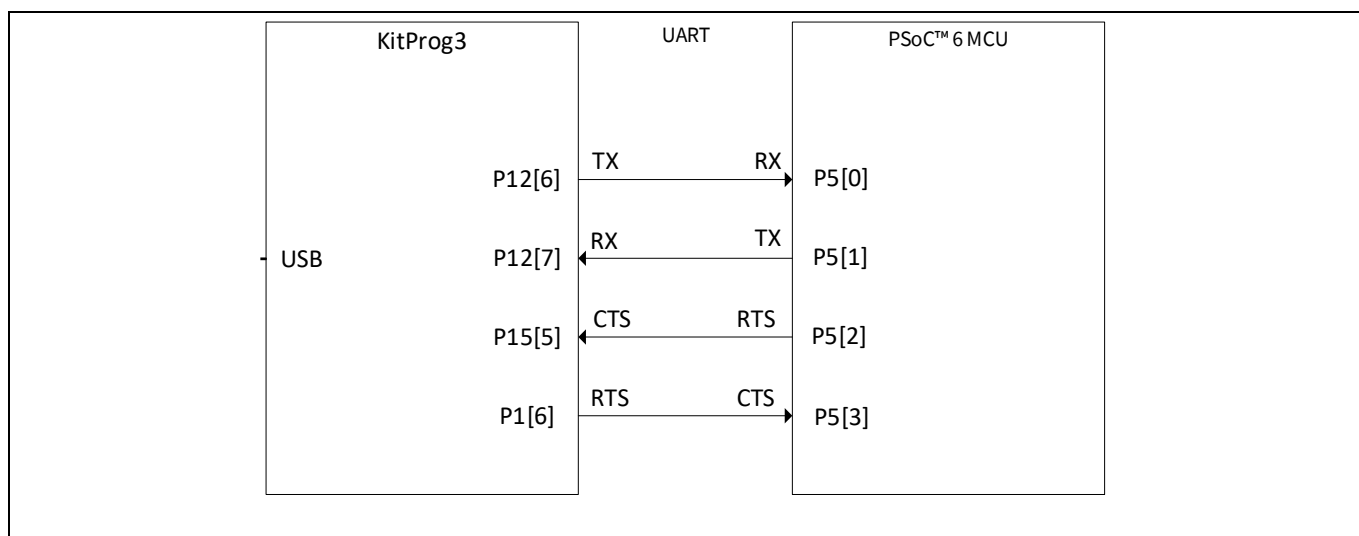 KitProg3 UART PSoC™ 6 MCU
P12[6] TX RX P5[0]
USB P12[7] RX TX P5[1]
P15[5] CTS RTS P5[2]
P1[6] RTS CTS P5[3]